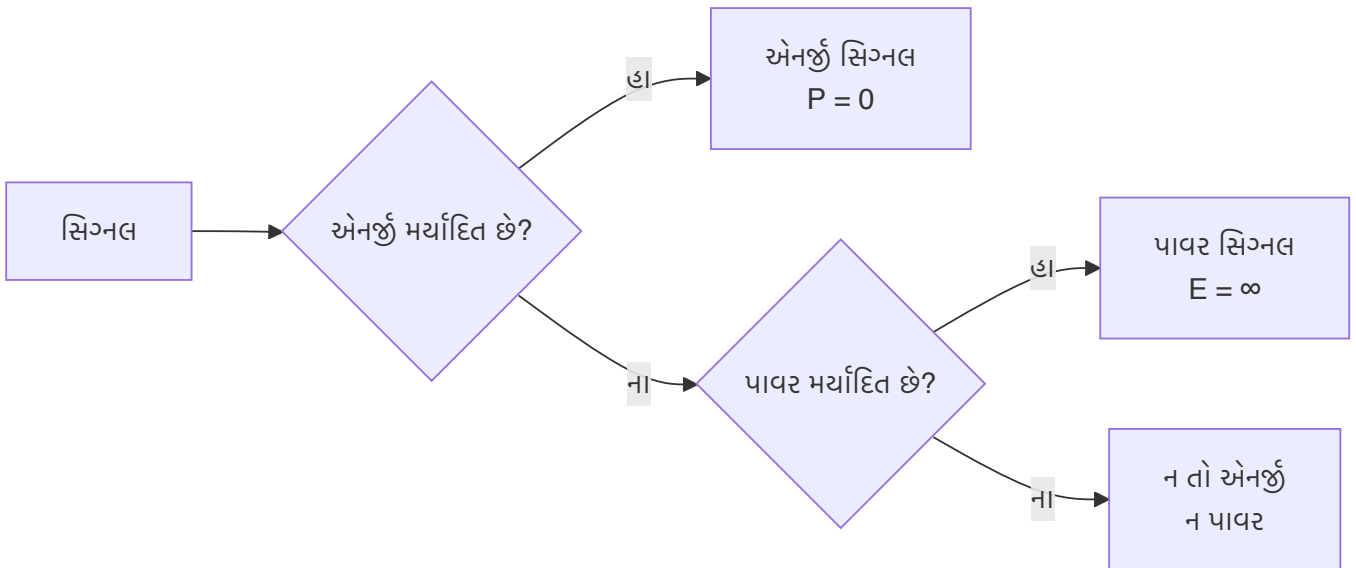 સિગ્નલ
એનર્જી મર્યાદિત છે?
હા
એનર્જી સિગ્નલ
P = 0
ના
પાવર મર્યાદિત છે?
હા
પાવર સિગ્નલ
E = ∞
ના
ન તો એનર્જી
ન પાવર